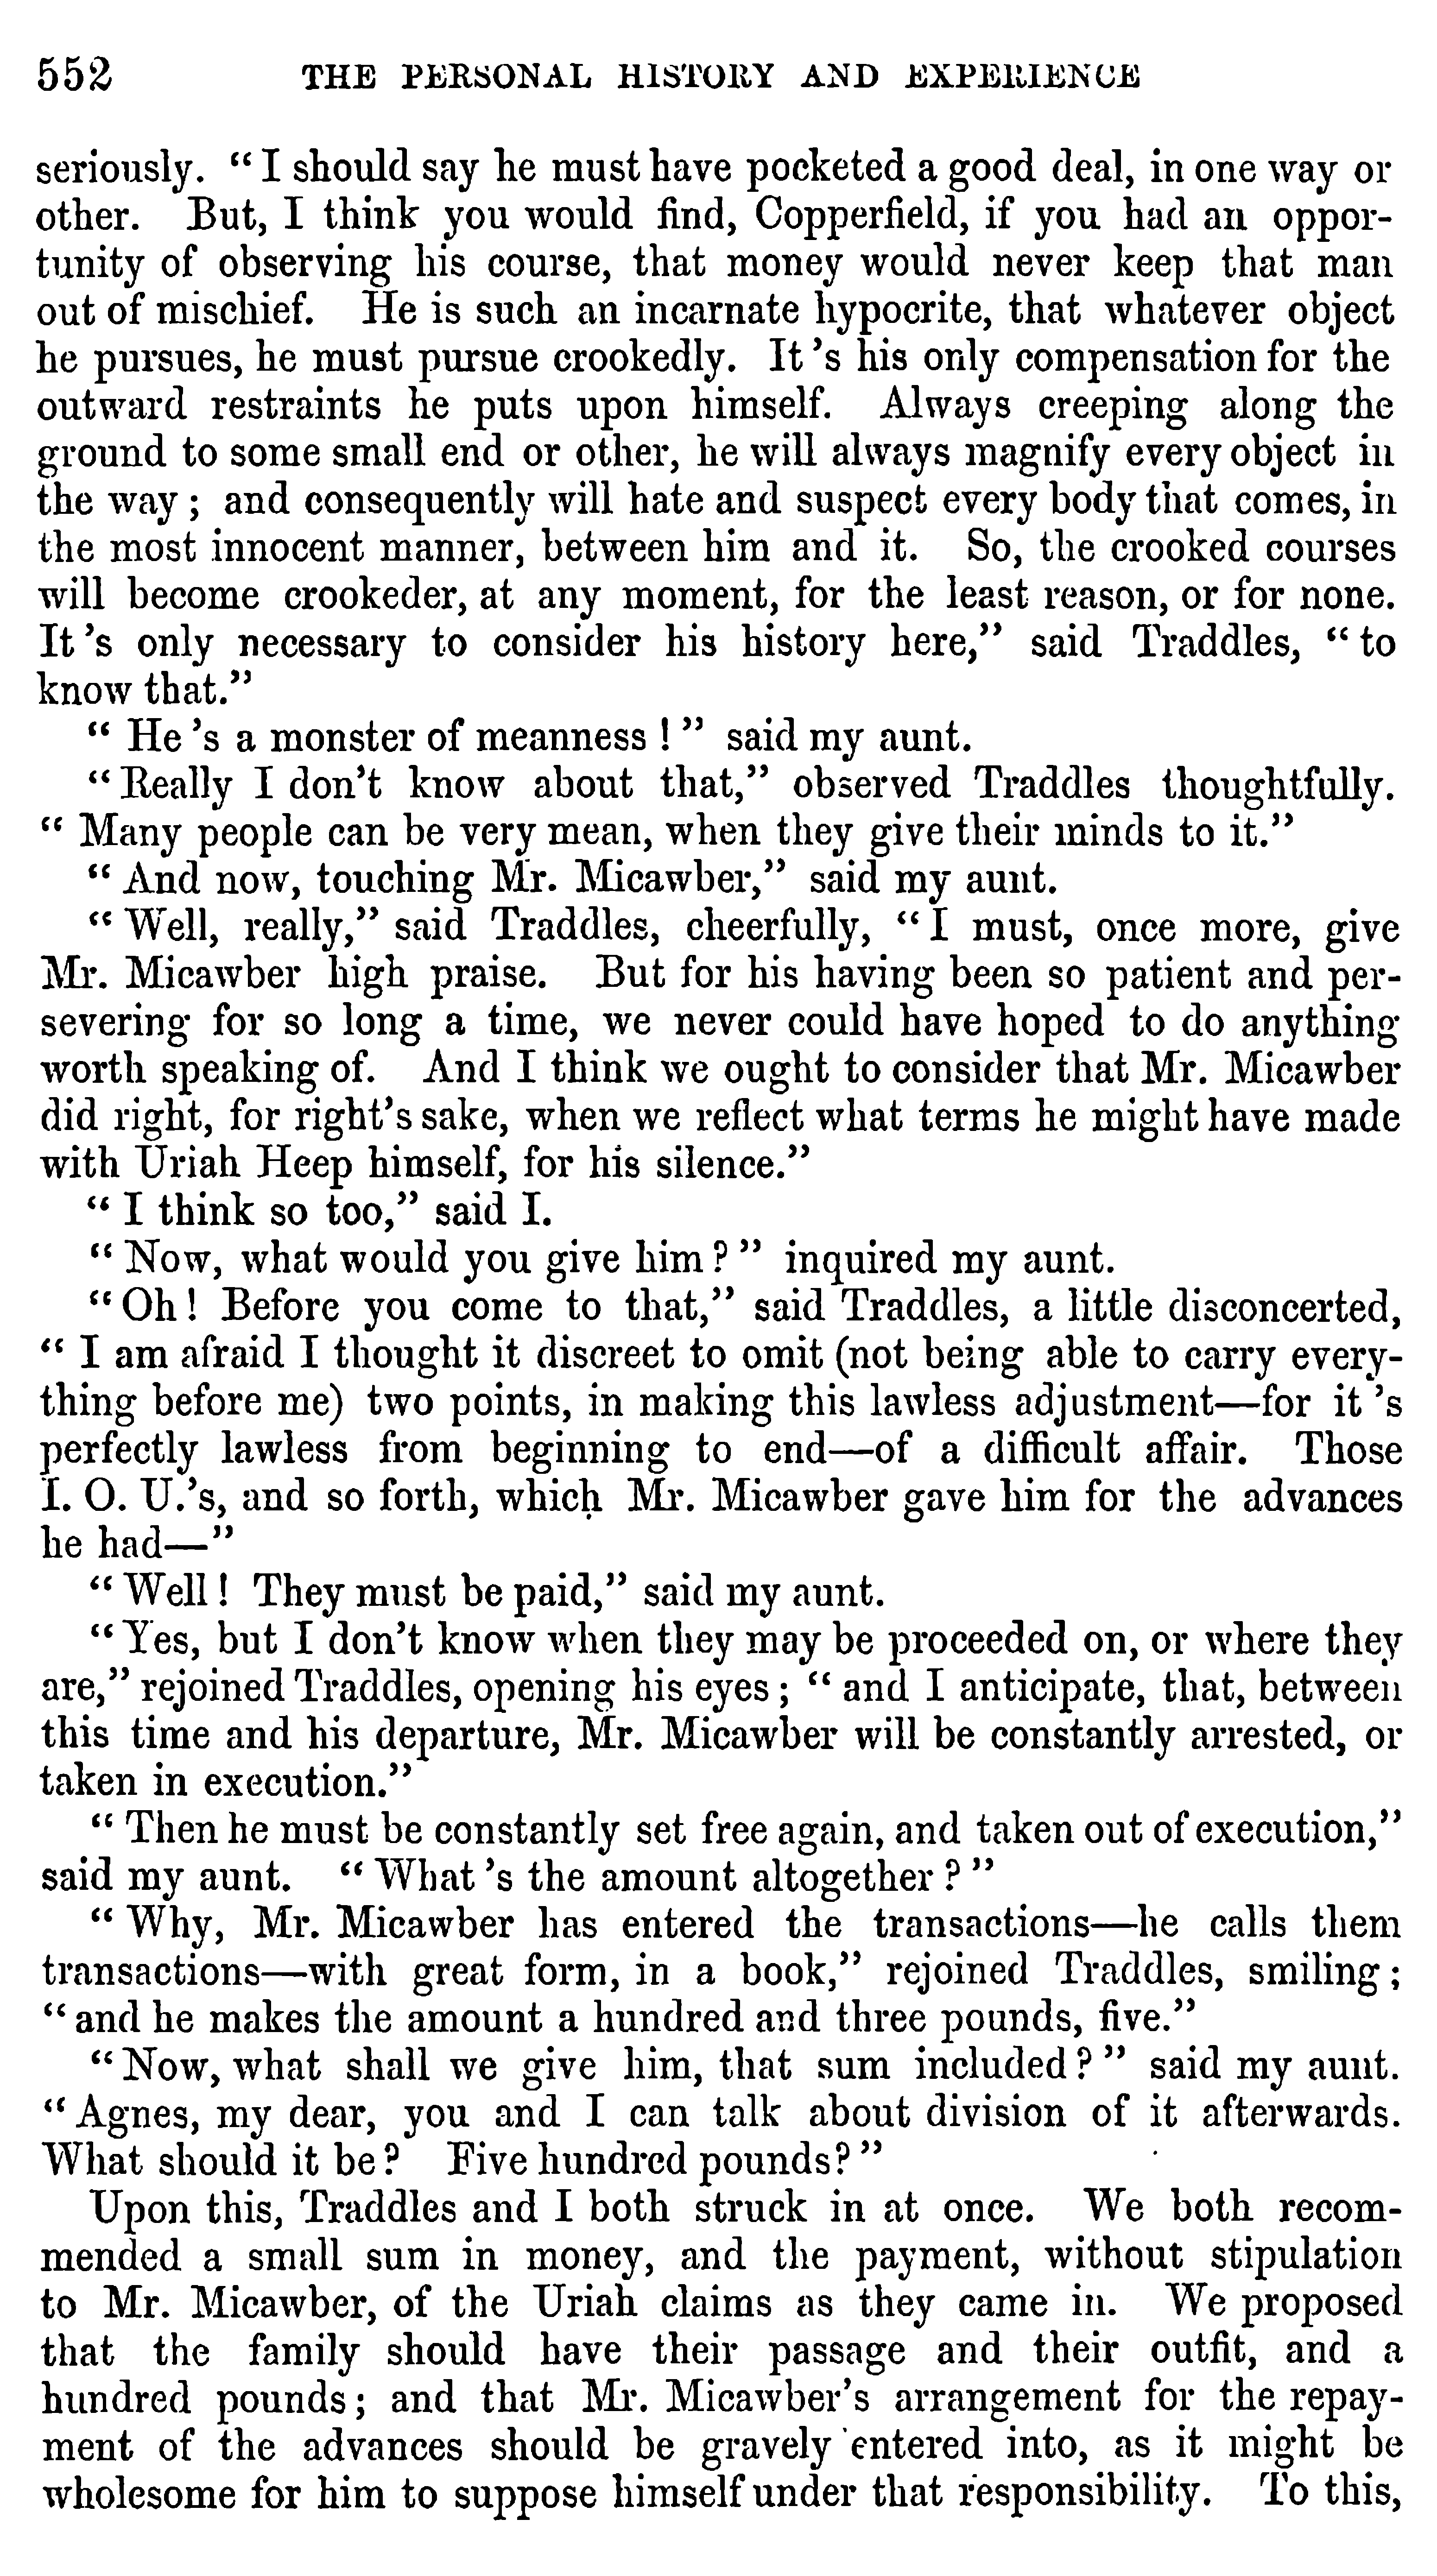 552 THE PERSONAL HISTORY AND EXPERIENCE
seriously. "I should say he must have pocketed a good deal, in one way or
other. But, I think you would find, Copperfield, if you had an oppor-
tunity of observing his course, that money would never keep that man
out of mischief. He is such an incarnate hypocrite, that whatever object
he pursues, he must pursue crookedly. It 's his only compensation for the
outward restraints he puts upon himself. Always creeping along the
ground to some small end or other, he will always magnify every object in
the way; and consequently will hate and suspect every body that comes, in
the most innocent manner, between him and it. So, the crooked courses
will become crookeder, at any moment, for the least reason, or for none.
It 's only necessary to consider his history here," said Traddles, "to
know that."
"He 's a monster of meanness!" said my aunt.
"Really I don't know about that," observed Traddles thoughtfully.
"Many people can be very mean, when they give their minds to it."
"And now, touching Mr. Micawber," said my aunt.
"Well, really," said Traddles, cheerfully, "I must, once more, give
Mr. Micawber high praise. But for his having been so patient and per-
severing for so long a time, we never could have hoped to do anything
worth speaking of. And I think we ought to consider that Mr. Micawber
did right, for right's sake, when we reflect what terms he might have made
with Uriah Heep himself, for his silence."
"I think so too," said I.
"Now, what would you give him?" inquired my aunt.
"Oh! Before you come to that," said Traddles, a little disconcerted,
"I am afraid I thought it discreet to omit (not being able to carry every-
thing before me) two points, in making this lawless adjustment—for it 's
perfectly lawless from beginning to end—of a difficult affair. Those
I. O. U.'s, and so forth, which Mr. Micawber gave him for the advances
he had—"
"Well! They must be paid," said my aunt.
"Yes, but I don't know when they may be proceeded on, or where they
are," rejoined Traddles, opening his eyes; "and I anticipate, that, between
this time and his departure, Mr. Micawber will be constantly arrested, or
taken in execution."
"Then he must be constantly set free again, and taken out of execution,"
said my aunt. "What 's the amount altogether?"
"Why, Mr. Micawber has entered the transactions—he calls them
transactions—with great form, in a book," rejoined Traddles, smiling;
"and he makes the amount a hundred and three pounds, five."
"Now, what shall we give him, that sum included?" said my aunt.
"Agnes, my dear, you and I can talk about division of it afterwards.
What should it be? Five hundred pounds?"
Upon this, Traddles and I both struck in at once. We both recom-
mended a small sum in money, and the payment, without stipulation
to Mr. Micawber, of the Uriah claims as they came in. We proposed
that the family should have their passage and their outfit, and a
hundred pounds; and that Mr. Micawber's arrangement for the repay-
ment of the advances should be gravely entered into, as it might be
wholesome for him to suppose himself under that responsibility. To this,